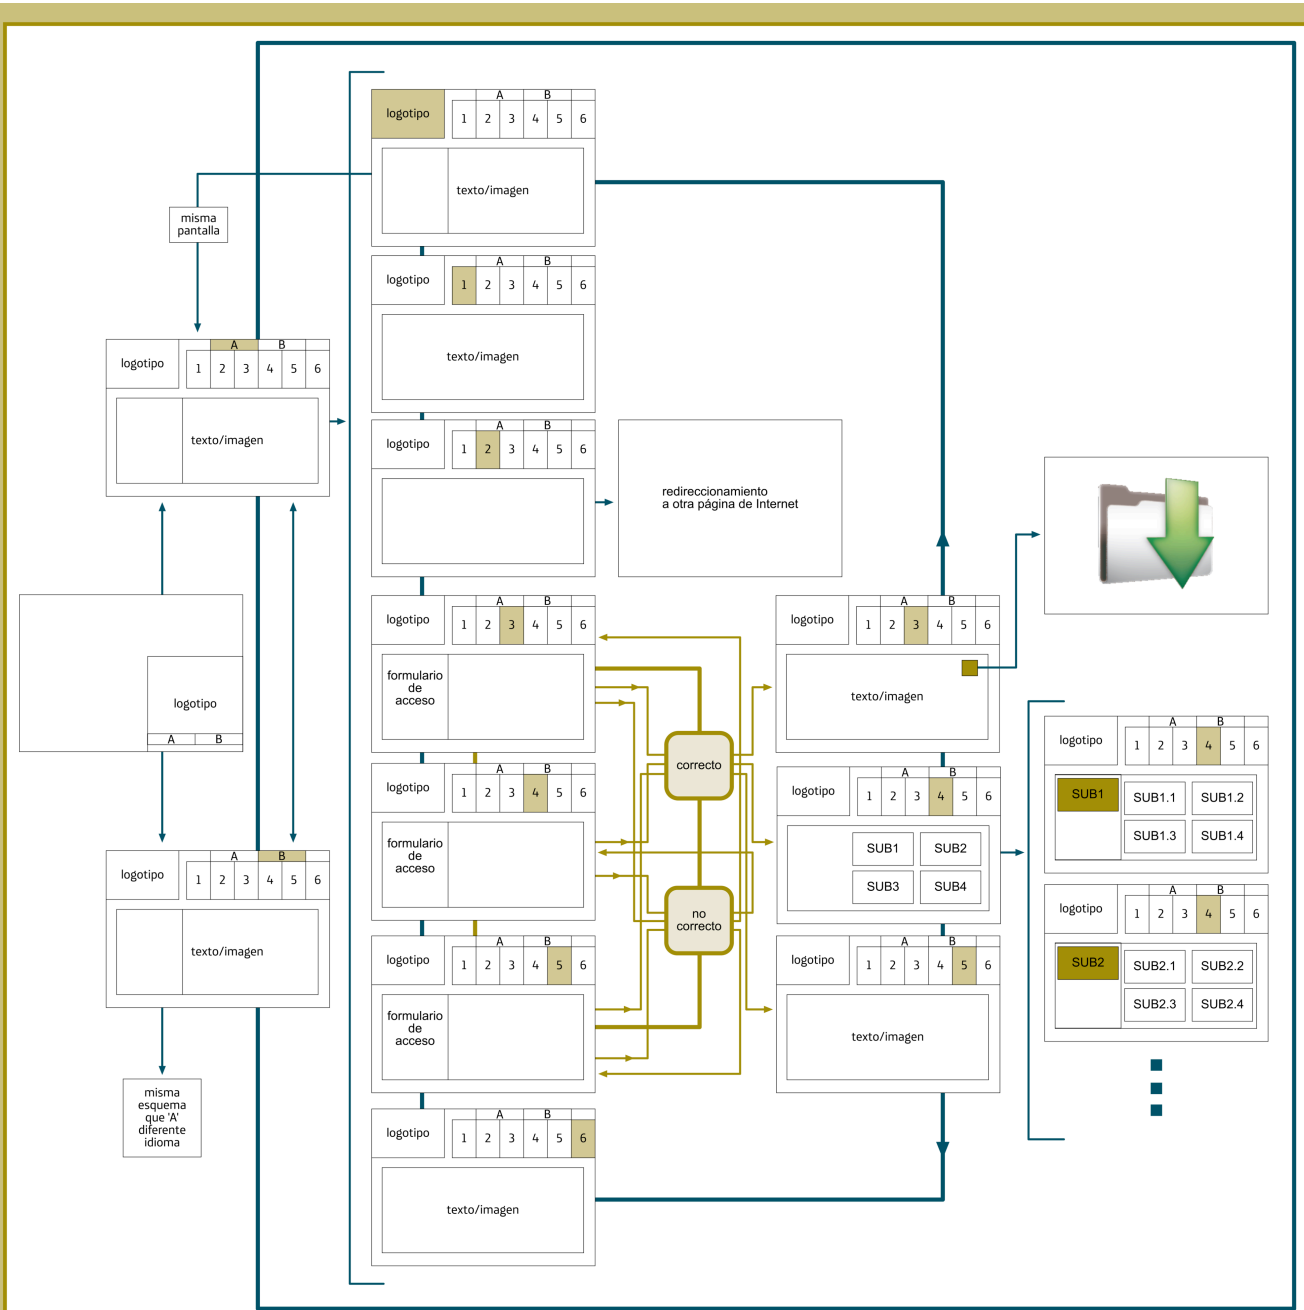 A B
logotipo 1 2 3 4 5 6
texto/imagen
misma
pantalla
A B
logotipo 1 2 3 4 5 6
texto/imagen
A B
logotipo 1 2 3 4 5 6
texto/imagen
A B
logotipo 1 2 3 4 5 6
redireccionamiento
a otra página de Internet
logotipo
A B
A B
logotipo 1 2 3 4 5 6
formulario
de
acceso
A B
logotipo 1 2 3 4 5 6
texto/imagen
correcto
A B
logotipo 1 2 3 4 5 6
formulario
de
acceso
A B
logotipo 1 2 3 4 5 6
SUB1 SUB2
SUB3 SUB4
A B
logotipo 1 2 3 4 5 6
SUB1 SUB1.1 SUB1.2
SUB1.3 SUB1.4
A B
logotipo 1 2 3 4 5 6
texto/imagen
no
correcto
A B
logotipo 1 2 3 4 5 6
SUB2 SUB2.1 SUB2.2
SUB2.3 SUB2.4
A B
logotipo 1 2 3 4 5 6
formulario
de
acceso
A B
logotipo 1 2 3 4 5 6
texto/imagen
misma
esquema
que 'A'
diferente
idioma
A B
logotipo 1 2 3 4 5 6
texto/imagen